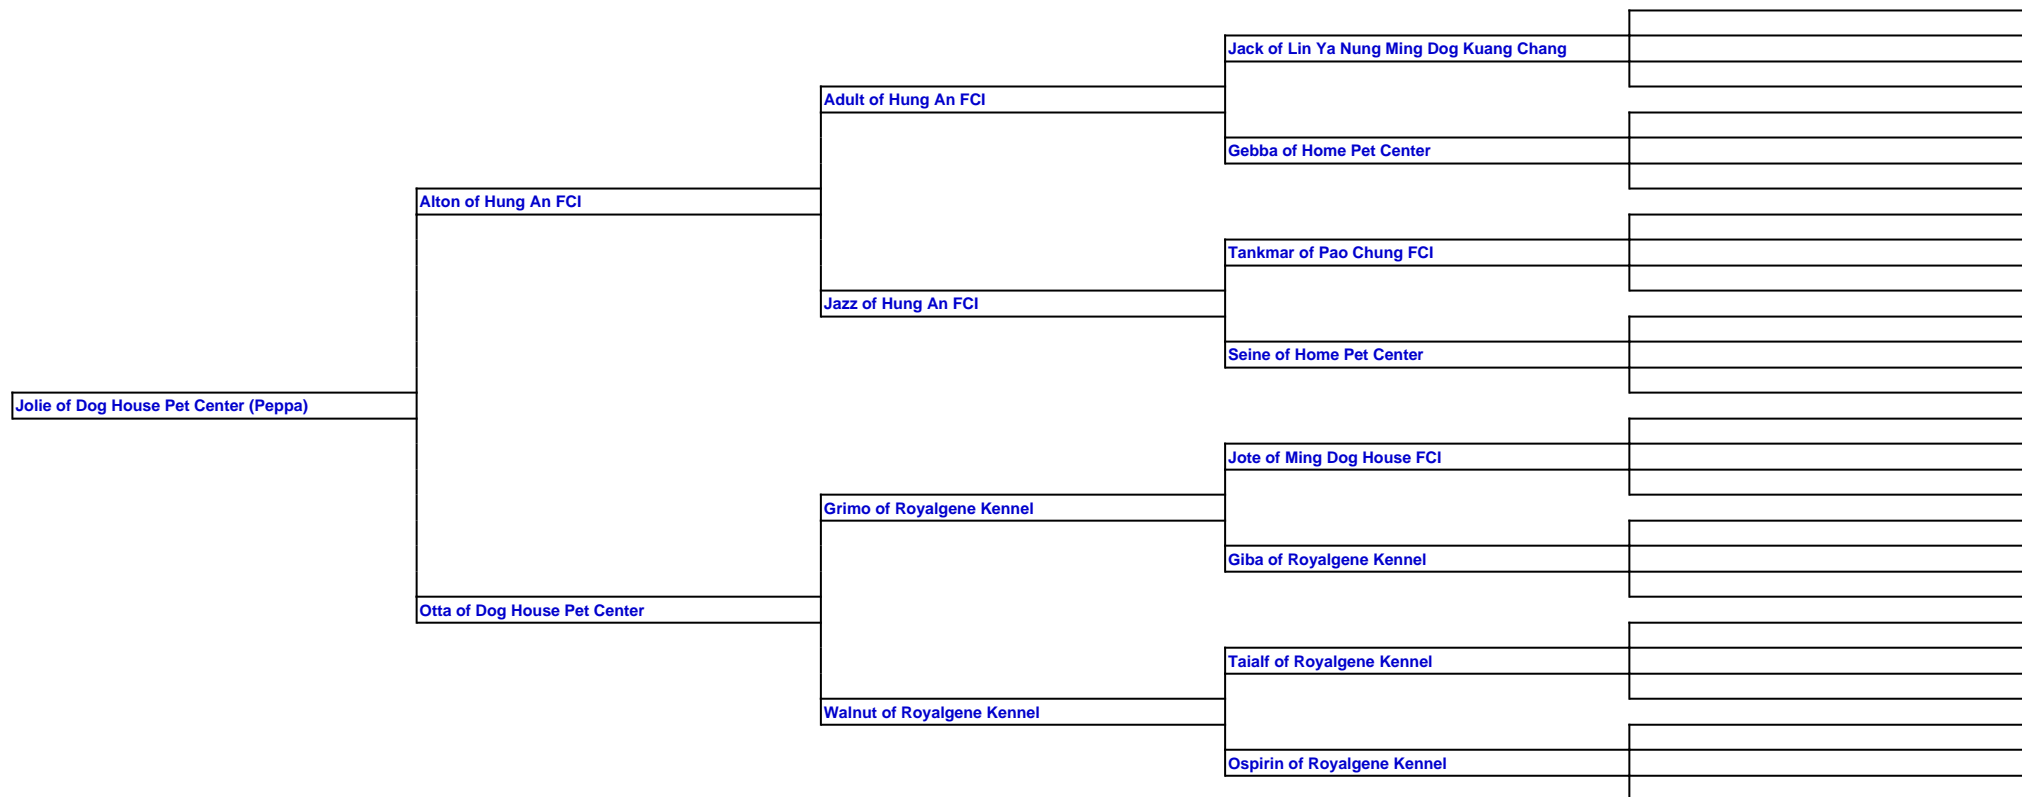 Jack of Lin Ya Nung Ming Dog Kuang Chang
Adult of Hung An FCI
Gebba of Home Pet Center
Alton of Hung An FCI
Tankmar of Pao Chung FCI
Jazz of Hung An FCI
Seine of Home Pet Center
Jolie of Dog House Pet Center (Peppa)
Jote of Ming Dog House FCI
Grimo of Royalgene Kennel
Giba of Royalgene Kennel
Otta of Dog House Pet Center
Taialf of Royalgene Kennel
Walnut of Royalgene Kennel
Ospirin of Royalgene Kennel